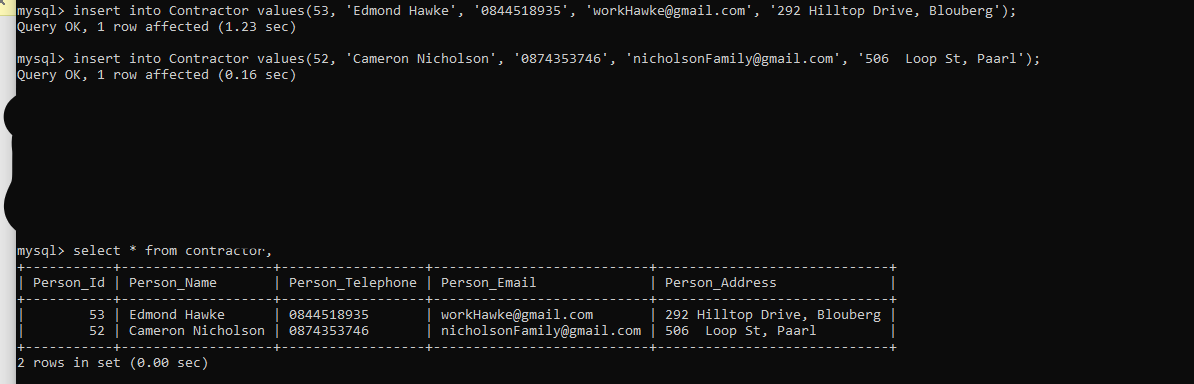 mysql> insert into Contractor values(53, 'Edmond Hawke', '0844518935', 'workHawke@gmail.com', '292 Hilltop Drive, Blouberg');
Query OK, 1 row affected (1.23 sec)
mysql> insert into Contractor values(52, 'Cameron Nicholson', '0874353746', 'nicholsonFamily@gmail.com', '506  Loop St, Paarl');
Query OK, 1 row affected (0.16 sec)
mysql> select * from contractor,
+-----------+-------------------+------------------+---------------------------+-----------------------------+
| Person_Id | Person_Name       | Person_Telephone | Person_Email              | Person_Address              |
+-----------+-------------------+------------------+---------------------------+-----------------------------+
|        53 | Edmond Hawke      | 0844518935       | workHawke@gmail.com       | 292 Hilltop Drive, Blouberg |
|        52 | Cameron Nicholson | 0874353746       | nicholsonFamily@gmail.com | 506  Loop St, Paarl         |
+-----------+-------------------+------------------+---------------------------+-----------------------------+
2 rows in set (0.00 sec)